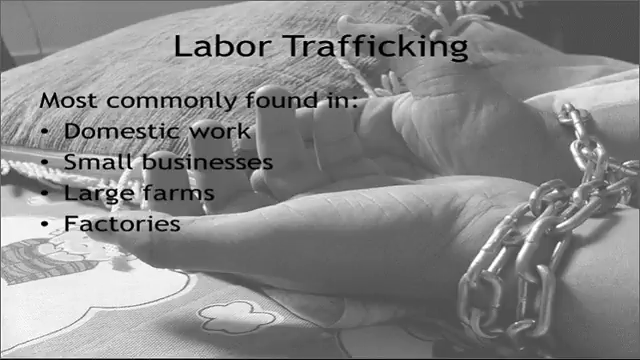 Labor Trafficking
Most commonly found in:
• Domestic work
• Small businesses
• Large farms
• Factories